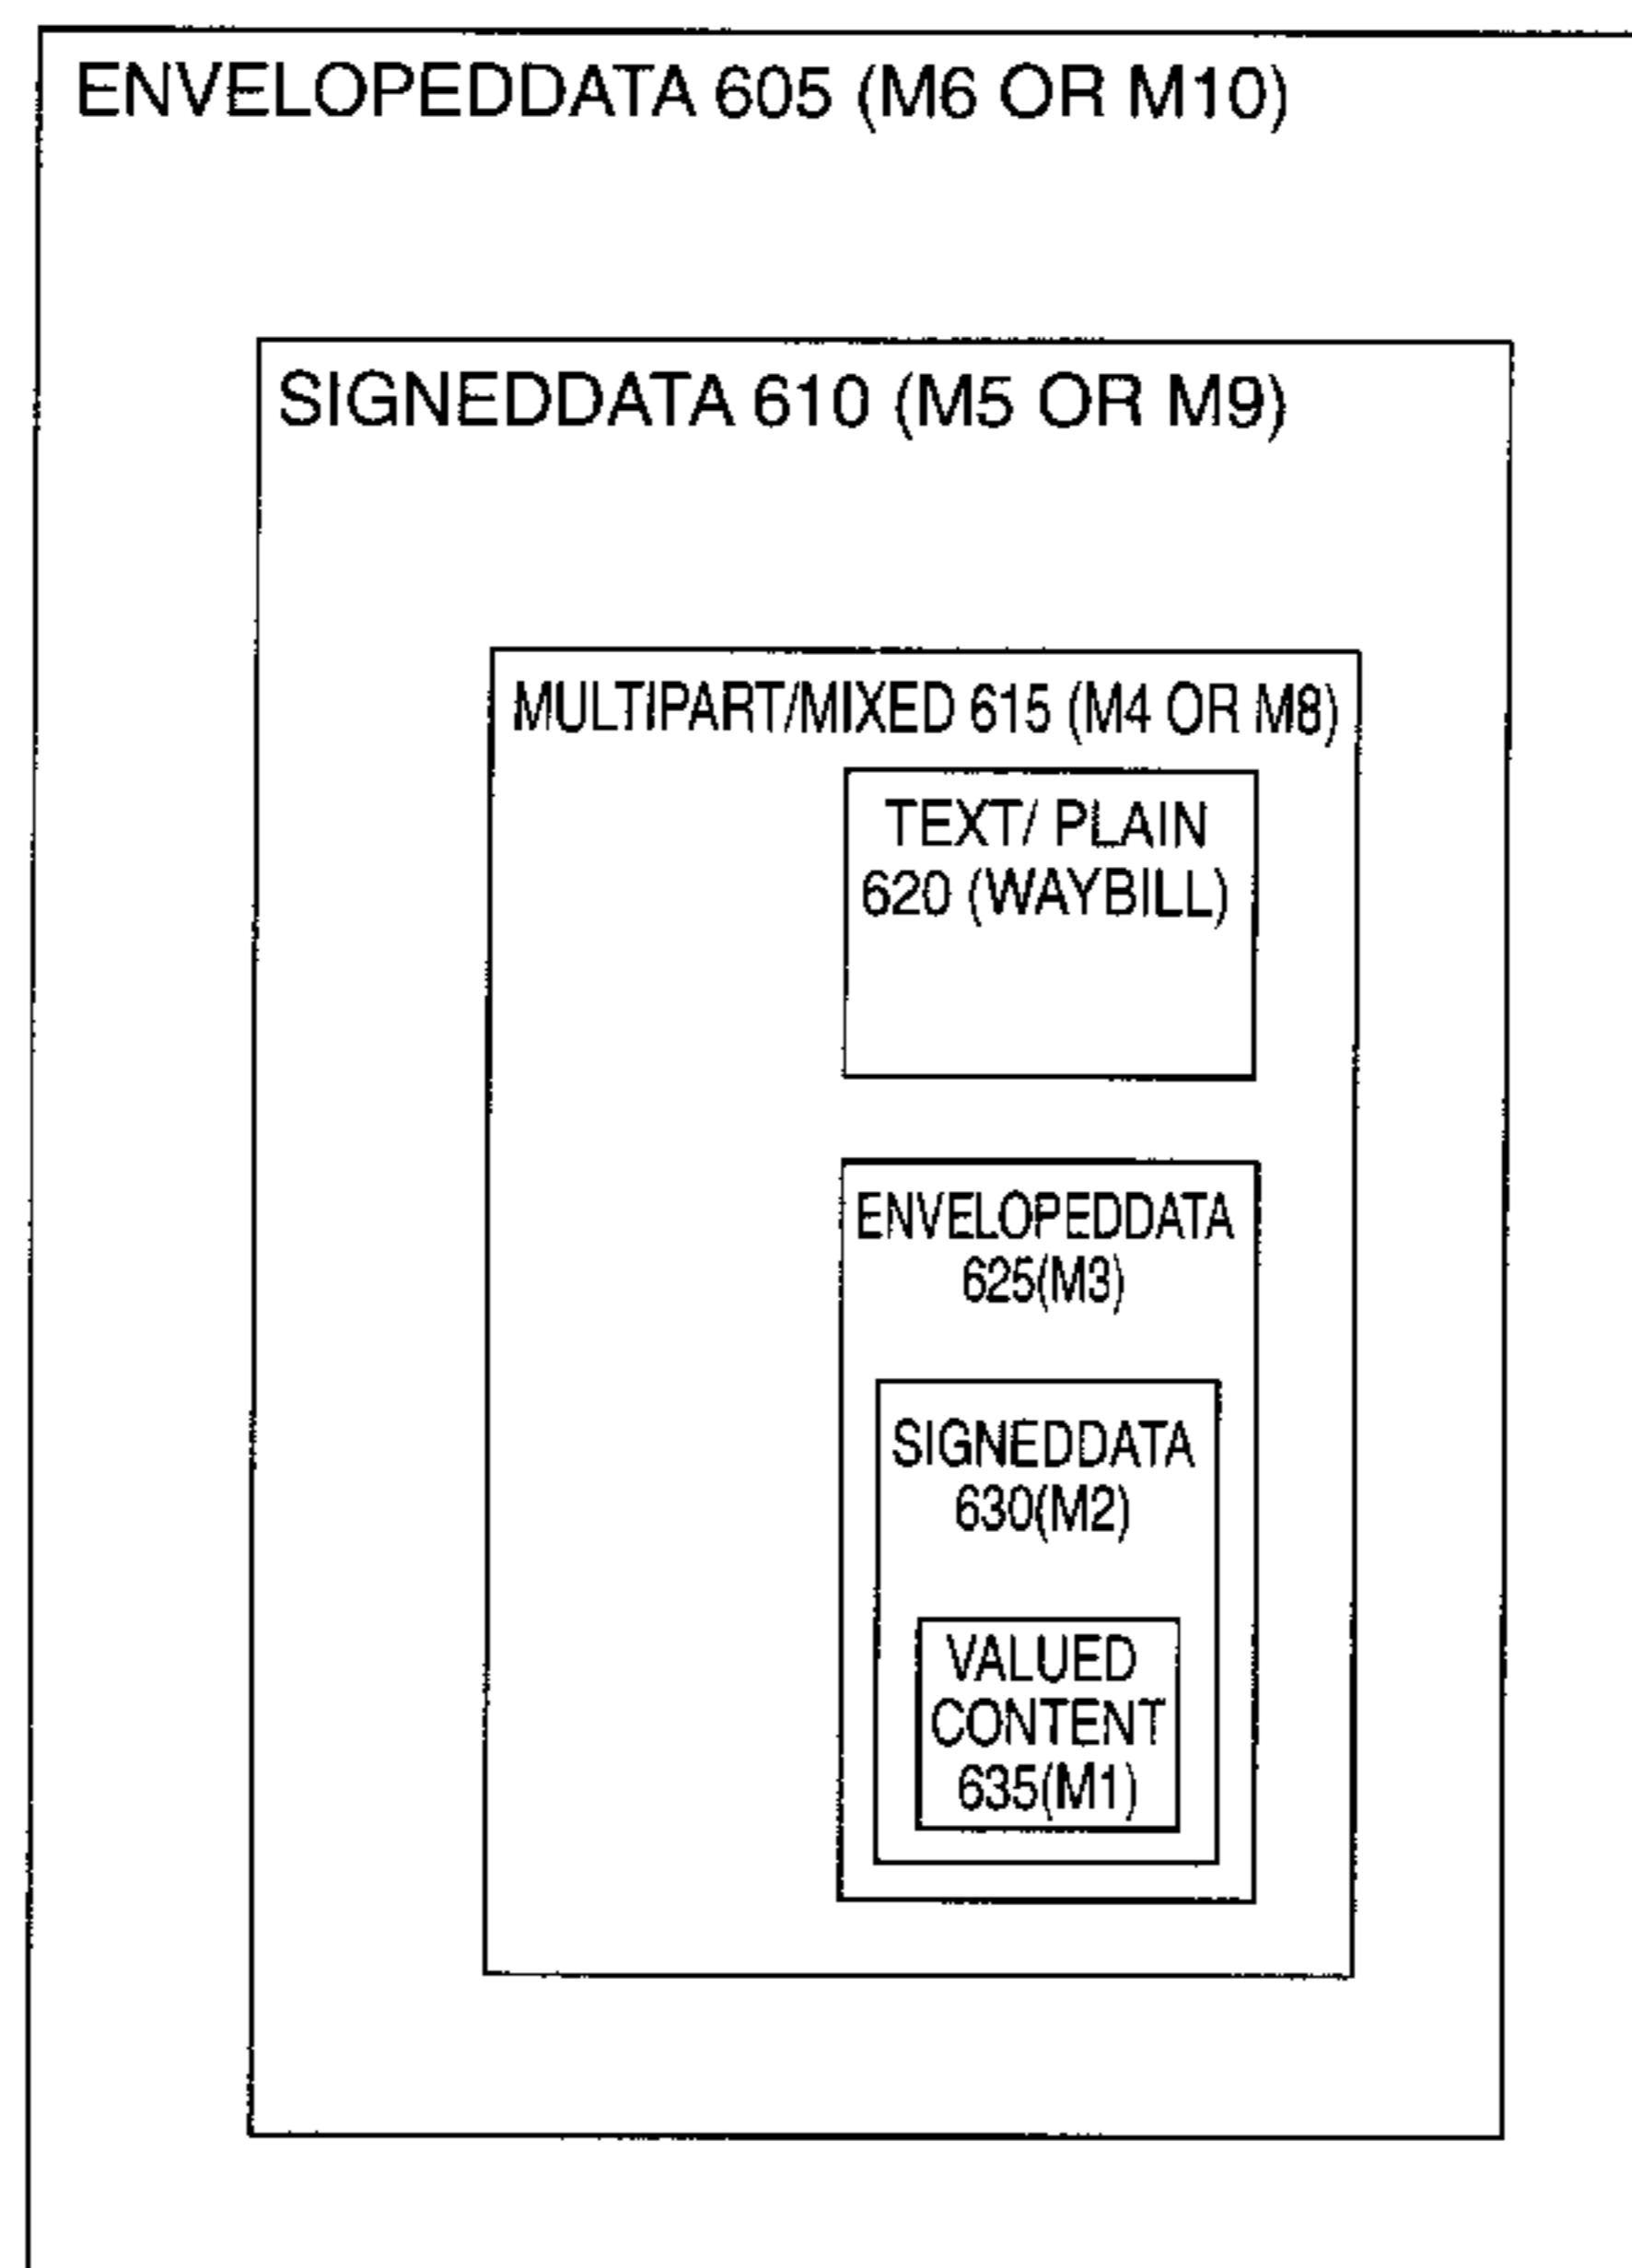 ENVELOPEDDATA 605 (M6 OR M10)
SIGNEDDATA 610 (M5 OR M9)
MULTIPART/MIXED 615 (M4 OR M8)
TEXT/ PLAIN
620 (WAYBILL)
ENVELOPEDDATA
625(M3)
SIGNEDDATA
630(M2)
VALUED
CONTENT
635(M1)